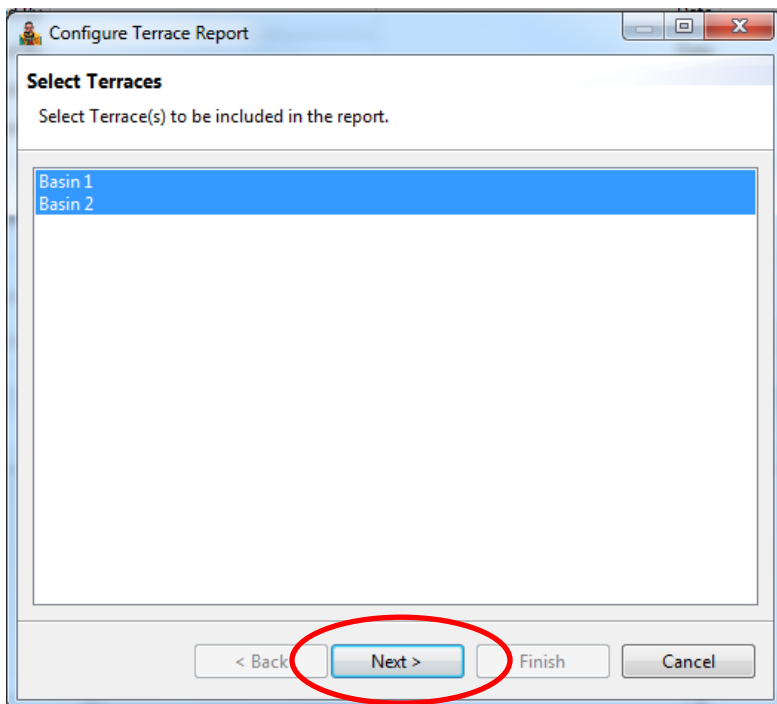 Configure Terrace Report
Select Terraces
Select Terrace(s) to be included in the report.
Basin 1
Basin 2
< Back
Next >
Finish
Cancel